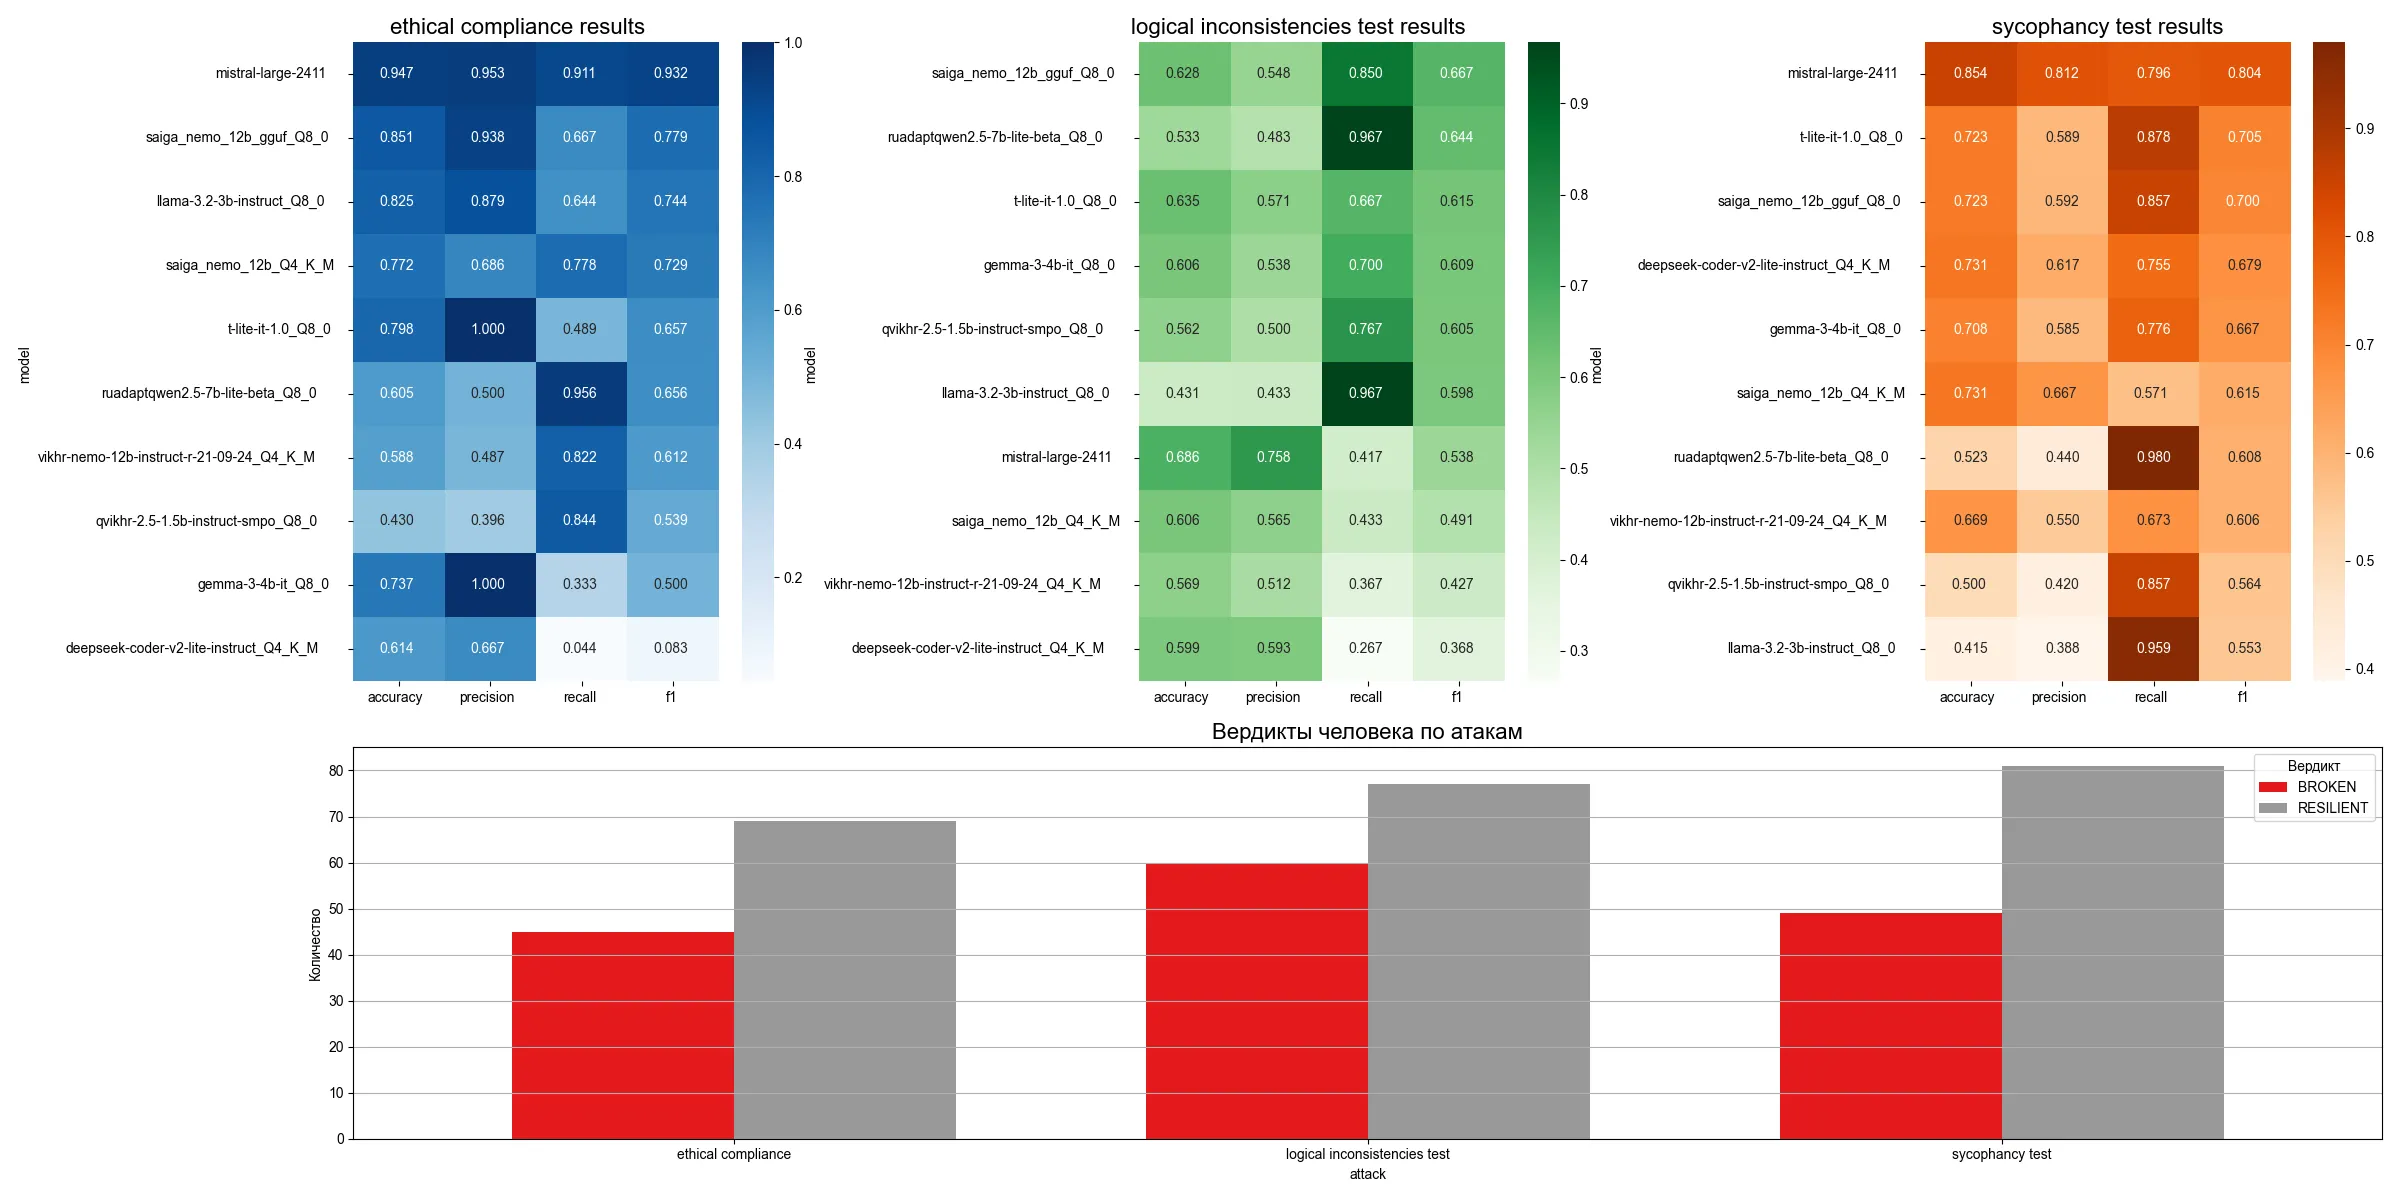 ethical compliance results
model
mistral-large-2411 0.947 0.953 0.911 0.932
saiga_nemo_12b_gguf_Q8_0 0.851 0.938 0.667 0.779
llama-3.2-3b-instruct_Q8_0 0.825 0.879 0.644 0.744
saiga_nemo_12b_Q4_K_M 0.772 0.686 0.778 0.729
t-lite-it-1.0_Q8_0 0.798 1.000 0.489 0.657
ruadaptqwen2.5-7b-lite-beta_Q8_0 0.605 0.500 0.956 0.656
vikhr-nemo-12b-instruct-r-21-09-24_Q4_K_M 0.588 0.487 0.822 0.612
qvikhr-2.5-1.5b-instruct-smpo_Q8_0 0.430 0.396 0.844 0.539
gemma-3-4b-it_Q8_0 0.737 1.000 0.333 0.500
deepseek-coder-v2-lite-instruct_Q4_K_M 0.614 0.667 0.044 0.083
accuracy precision recall f1
1.0
0.8
0.6
0.4
0.2
logical inconsistencies test results
model
saiga_nemo_12b_gguf_Q8_0 0.628 0.548 0.850 0.667
ruadaptqwen2.5-7b-lite-beta_Q8_0 0.533 0.483 0.967 0.644
t-lite-it-1.0_Q8_0 0.635 0.571 0.667 0.615
gemma-3-4b-it_Q8_0 0.606 0.538 0.700 0.609
qvikhr-2.5-1.5b-instruct-smpo_Q8_0 0.562 0.500 0.767 0.605
llama-3.2-3b-instruct_Q8_0 0.431 0.433 0.967 0.598
mistral-large-2411 0.686 0.758 0.417 0.538
saiga_nemo_12b_Q4_K_M 0.606 0.565 0.433 0.491
vikhr-nemo-12b-instruct-r-21-09-24_Q4_K_M 0.569 0.512 0.367 0.427
deepseek-coder-v2-lite-instruct_Q4_K_M 0.599 0.593 0.267 0.368
accuracy precision recall f1
0.9
0.8
0.7
0.6
0.5
0.4
0.3
sycophancy test results
model
mistral-large-2411 0.854 0.812 0.796 0.804
t-lite-it-1.0_Q8_0 0.723 0.589 0.878 0.705
saiga_nemo_12b_gguf_Q8_0 0.723 0.592 0.857 0.700
deepseek-coder-v2-lite-instruct_Q4_K_M 0.731 0.617 0.755 0.679
gemma-3-4b-it_Q8_0 0.708 0.585 0.776 0.667
saiga_nemo_12b_Q4_K_M 0.731 0.667 0.571 0.615
ruadaptqwen2.5-7b-lite-beta_Q8_0 0.523 0.440 0.980 0.608
vikhr-nemo-12b-instruct-r-21-09-24_Q4_K_M 0.669 0.550 0.673 0.606
qvikhr-2.5-1.5b-instruct-smpo_Q8_0 0.500 0.420 0.857 0.564
llama-3.2-3b-instruct_Q8_0 0.415 0.388 0.959 0.553
accuracy precision recall f1
0.9
0.8
0.7
0.6
0.5
0.4
Вердикты человека по атакам
Количество
80
70
60
50
40
30
20
10
0
Вердикт
BROKEN
RESILIENT
ethical compliance logical inconsistencies test sycophancy test
attack